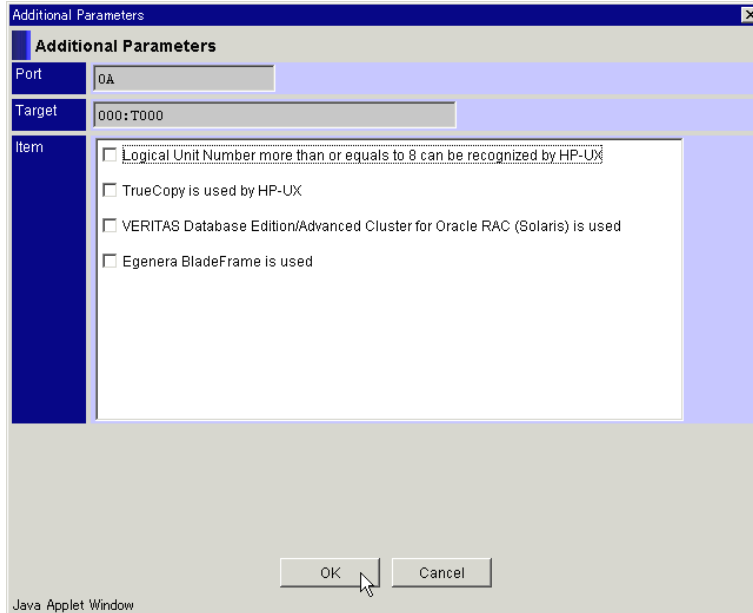 Additional Parameters
Additional Parameters
Port
0A
Target
000:T000
Item
Logical Unit Number more than or equals to 8 can be recognized by HP-UX
TrueCopy is used by HP-UX
VERITAS Database Edition/Advanced Cluster for Oracle RAC (Solaris) is used
Egenera BladeFrame is used
OK
Cancel
Java Applet Window